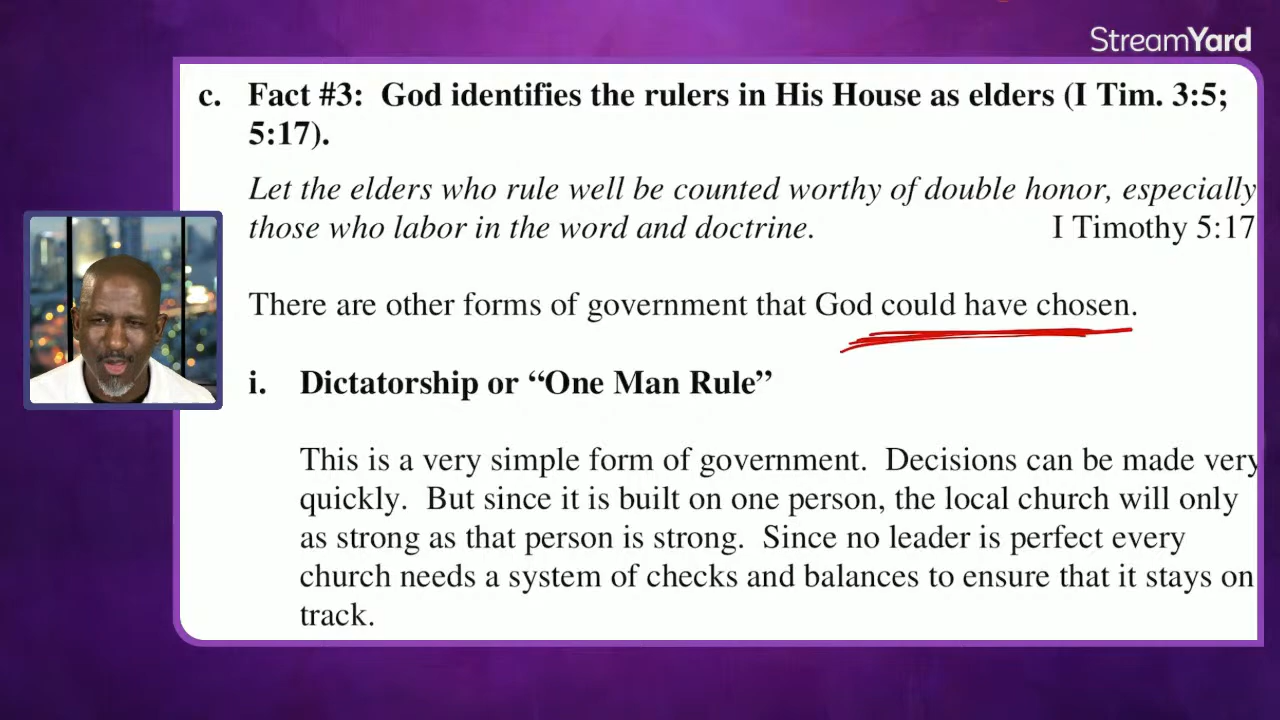 StreamYard
c. Fact #3: God identifies the rulers in His House as elders (I Tim. 3:5;
5:17).
Let the elders who rule well be counted worthy of double honor, especially
those who labor in the word and doctrine. I Timothy 5:17
There are other forms of government that God could have chosen.
i. Dictatorship or “One Man Rule”
This is a very simple form of government. Decisions can be made very
quickly. But since it is built on one person, the local church will only
as strong as that person is strong. Since no leader is perfect every
church needs a system of checks and balances to ensure that it stays on
track.